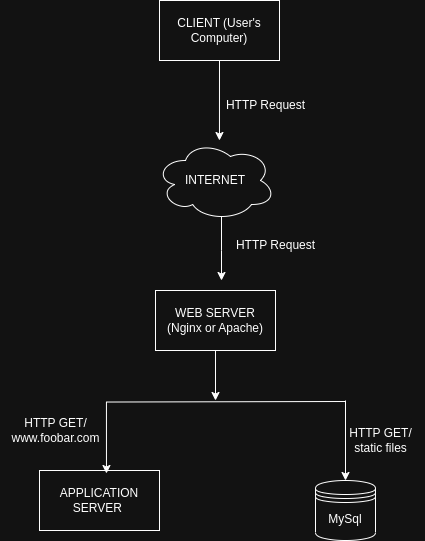 CLIENT (User's
Computer)
HTTP Request
INTERNET
HTTP Request
WEB SERVER
(Nginx or Apache)
HTTP GET/
www.foobar.com
HTTP GET/
static files
APPLICATION
SERVER
MySql